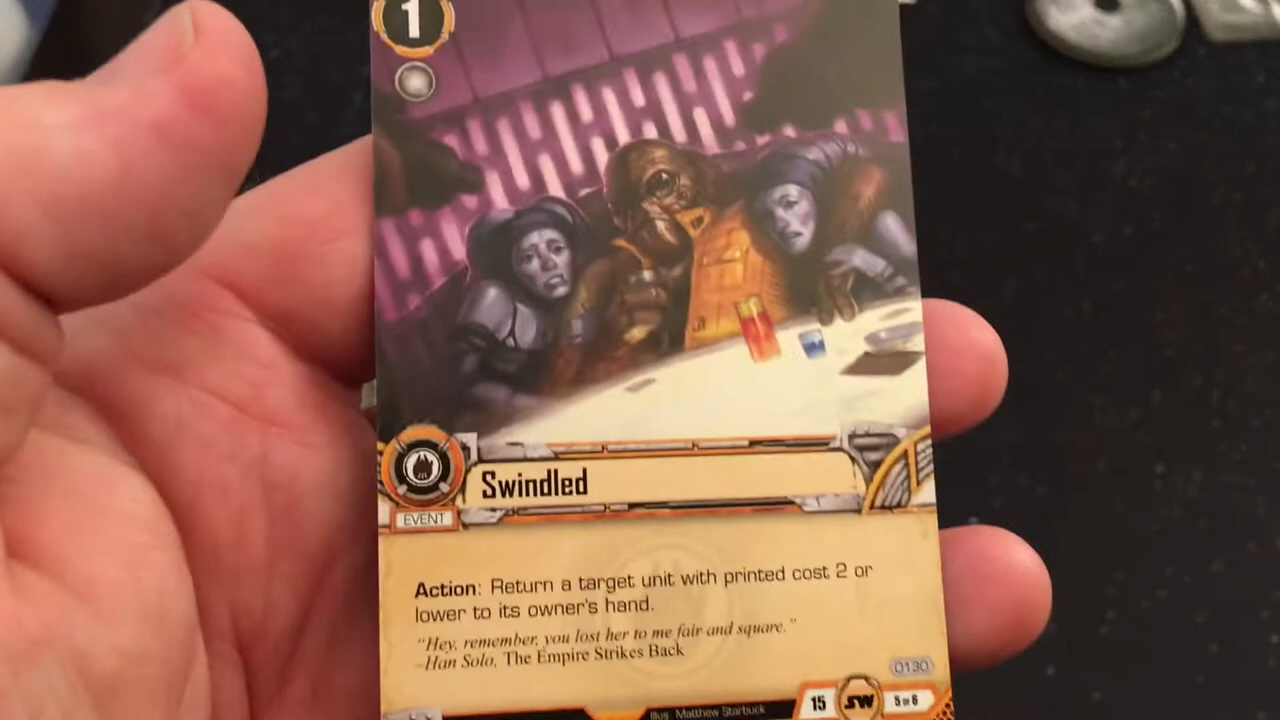 1
Swindled
EVENT
Action: Return a target unit with printed cost 2 or
lower to its owner's hand.
"Hey, remember, you lost her to me fair and square."
–Han Solo, The Empire Strikes Back
0130
15 SW 5 of 6
Illus. Matthew Starbuck